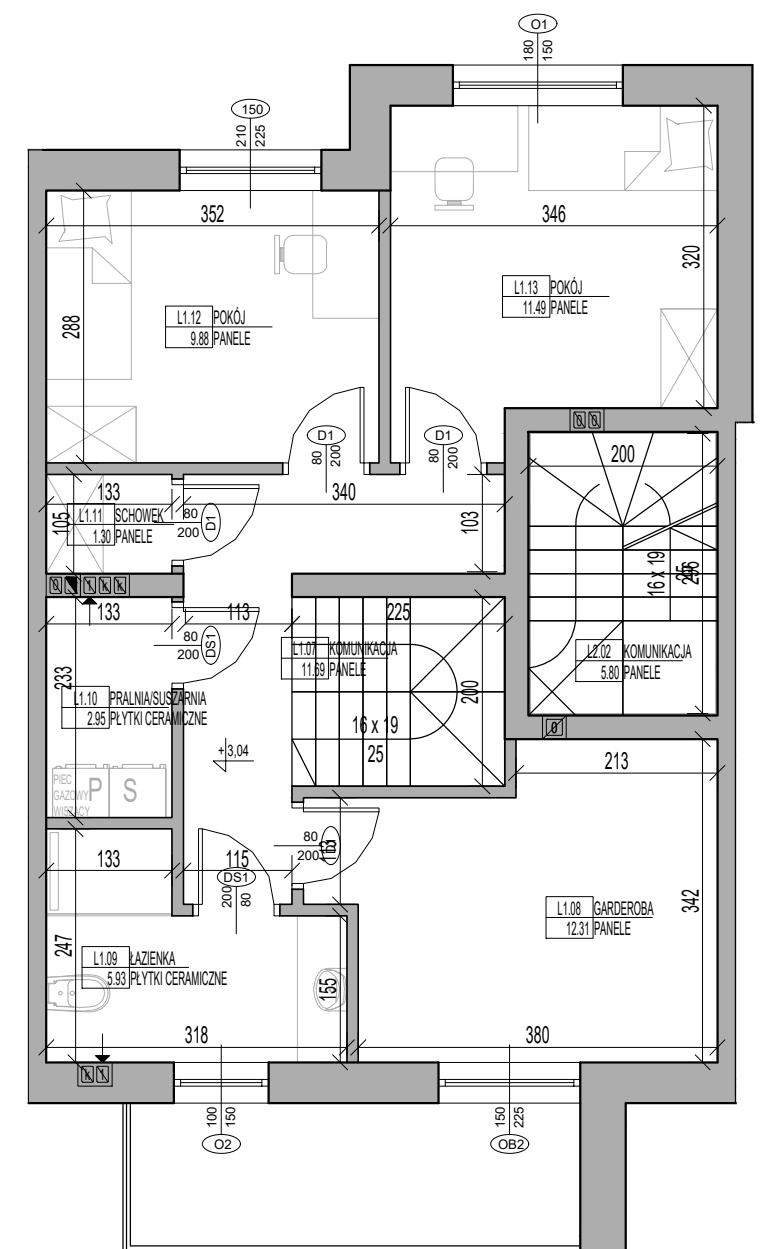 O1
180
150
150
210
225
352
346
320
288
L1.13 POKÓJ
11.49 PANELE
L1.12 POKÓJ
9.88 PANELE
D1
80
200
D1
80
200
200
133
340
105
L1.11 SCHOWEK
1.30 PANELE
80
200
D1
103
16 x 19
25
295
133
113
225
80
200
DS1
L1.07 KOMUNIKACJA
11.69 PANELE
L2.02 KOMUNIKACJA
5.80 PANELE
233
L1.10 PRALNIA/SUSZARNIA
2.95 PŁYTKI CERAMICZNE
200
16 x 19
25
+3,04
213
PIEC
GAZOWY
WISZĄCY
P S
80
200
D1
133
115
DS1
200
80
342
L1.08 GARDEROBA
12.31 PANELE
247
L1.09 ŁAZIENKA
5.93 PŁYTKI CERAMICZNE
155
318
380
100
150
O2
150
225
OB2